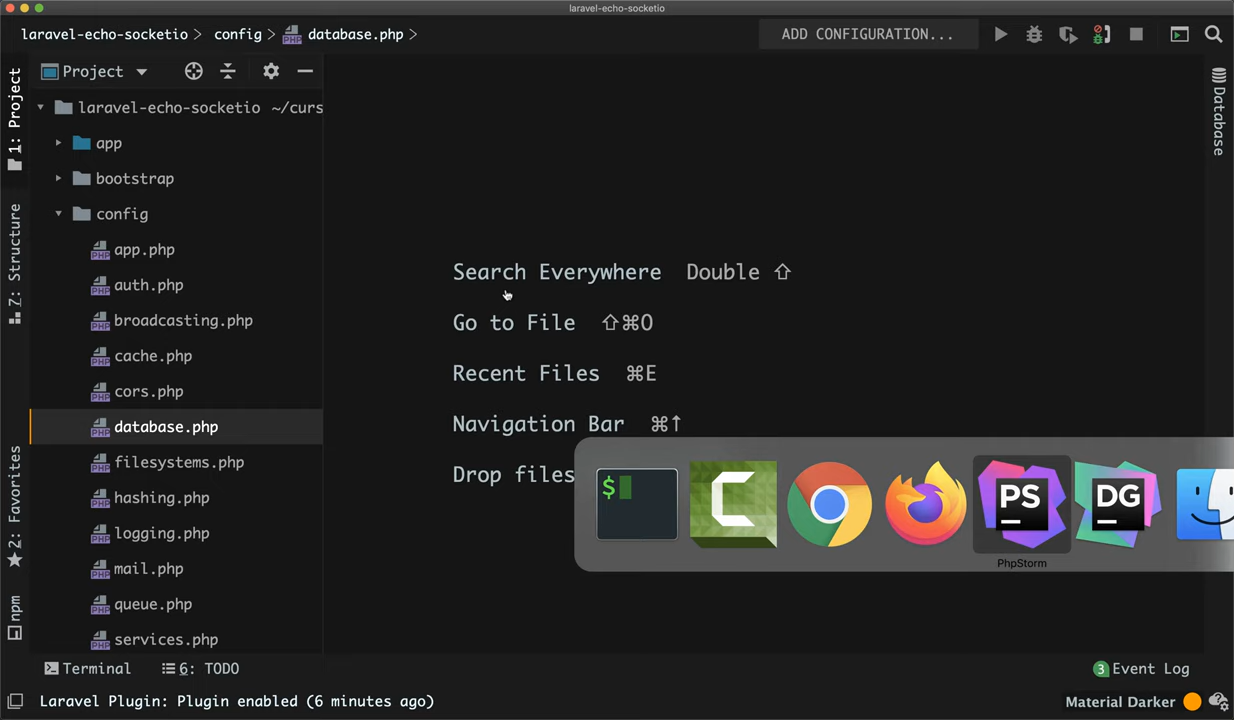 laravel-echo-socketio
laravel-echo-socketio > config > database.php >
ADD CONFIGURATION...
Project
laravel-echo-socketio ~/curs
app
bootstrap
config
app.php
auth.php
broadcasting.php
cache.php
cors.php
database.php
filesystems.php
hashing.php
logging.php
mail.php
queue.php
services.php
1: Project
7: Structure
2: Favorites
npm
Database
Search Everywhere Double ⇧
Go to File ⇧⌘O
Recent Files ⌘E
Navigation Bar ⌘↑
Drop files
$
C
PS
DG
PhpStorm
Terminal
6: TODO
3 Event Log
Laravel Plugin: Plugin enabled (6 minutes ago)
Material Darker